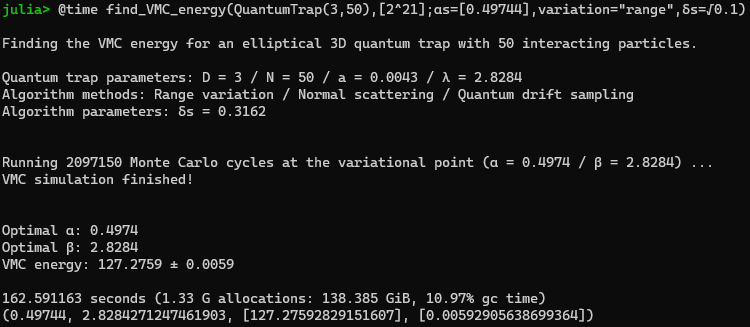 julia> @time find_VMC_energy(QuantumTrap(3,50),[2^21];αs=[0.49744],variation="range",δs=√0.1)
Finding the VMC energy for an elliptical 3D quantum trap with 50 interacting particles.
Quantum trap parameters: D = 3 / N = 50 / a = 0.0043 / λ = 2.8284
Algorithm methods: Range variation / Normal scattering / Quantum drift sampling
Algorithm parameters: δs = 0.3162
Running 2097150 Monte Carlo cycles at the variational point (α = 0.4974 / β = 2.8284) ...
VMC simulation finished!
Optimal α: 0.4974
Optimal β: 2.8284
VMC energy: 127.2759 ± 0.0059
162.591163 seconds (1.33 G allocations: 138.385 GiB, 10.97% gc time)
(0.49744, 2.8284271247461903, [127.27592829151607], [0.00592905638699364])